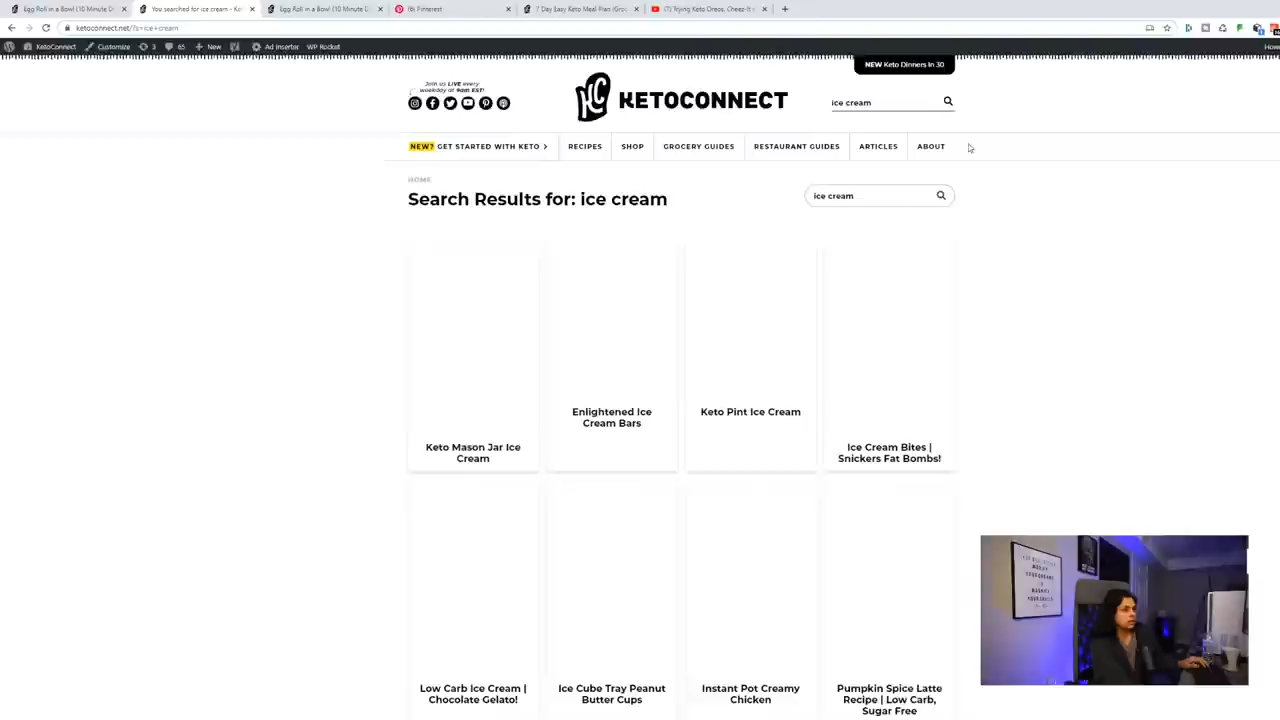 Egg Roll in a Bowl (10 Minute D
You searched for ice cream - Ke
Egg Roll in a Bowl (10 Minute D
(6) Pinterest
7 Day Easy Keto Meal Plan (Gro
(7) Trying Keto Oreos, Cheez-It
ketoconnect.net/?s=ice+cream
KetoConnect
Customize
3
65
New
Ad Inserter
WP Rocket
How
NEW Keto Dinners In 30
Join us LIVE every
weekday at 9am EST!
KC KETOCONNECT
ice cream
NEW? GET STARTED WITH KETO >
RECIPES
SHOP
GROCERY GUIDES
RESTAURANT GUIDES
ARTICLES
ABOUT
HOME
Search Results for: ice cream
ice cream
Keto Mason Jar Ice
Cream
Enlightened Ice
Cream Bars
Keto Pint Ice Cream
Ice Cream Bites |
Snickers Fat Bombs!
Low Carb Ice Cream |
Chocolate Gelato!
Ice Cube Tray Peanut
Butter Cups
Instant Pot Creamy
Chicken
Pumpkin Spice Latte
Recipe | Low Carb,
Sugar Free